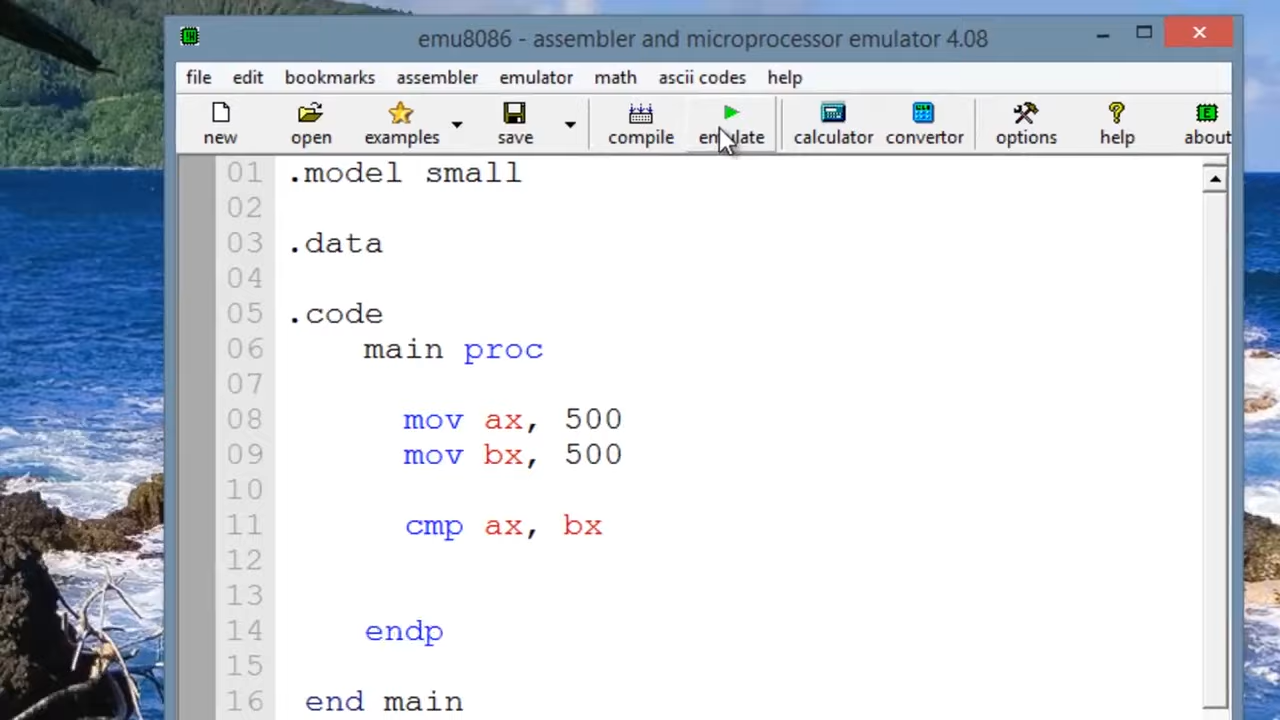 emu8086 - assembler and microprocessor emulator 4.08
file edit bookmarks assembler emulator math ascii codes help
new open examples save compile emulate calculator convertor options help about
01 .model small
02
03 .data
04
05 .code
06 main proc
07
08 mov ax, 500
09 mov bx, 500
10
11 cmp ax, bx
12
13
14 endp
15
16 end main